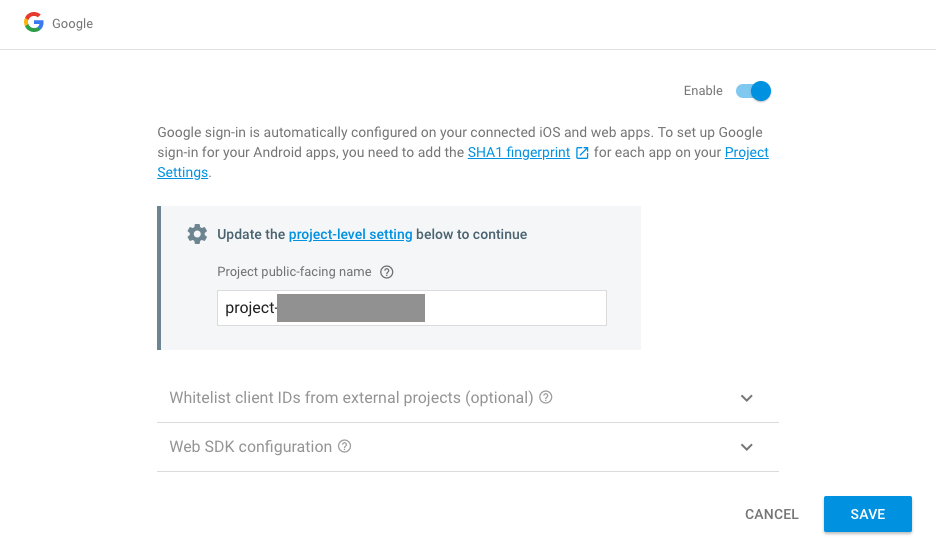 Google
Enable
Google sign-in is automatically configured on your connected iOS and web apps. To set up Google
sign-in for your Android apps, you need to add the SHA1 fingerprint for each app on your Project
Settings.
Update the project-level setting below to continue
Project public-facing name
project-
Whitelist client IDs from external projects (optional)
Web SDK configuration
CANCEL
SAVE